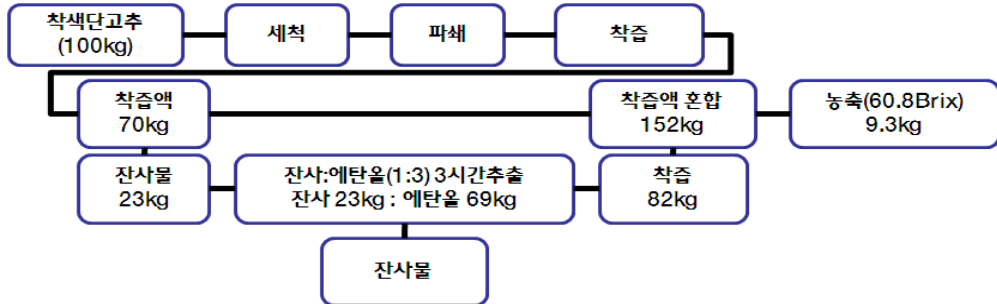 착색단고추
(100kg)
세척
파쇄
착즙
착즙액
70kg
착즙액 혼합
152kg
농축(60.8Brix)
9.3kg
잔사물
23kg
잔사:에탄올(1:3) 3시간추출
잔사 23kg : 에탄올 69kg
착즙
82kg
잔사물